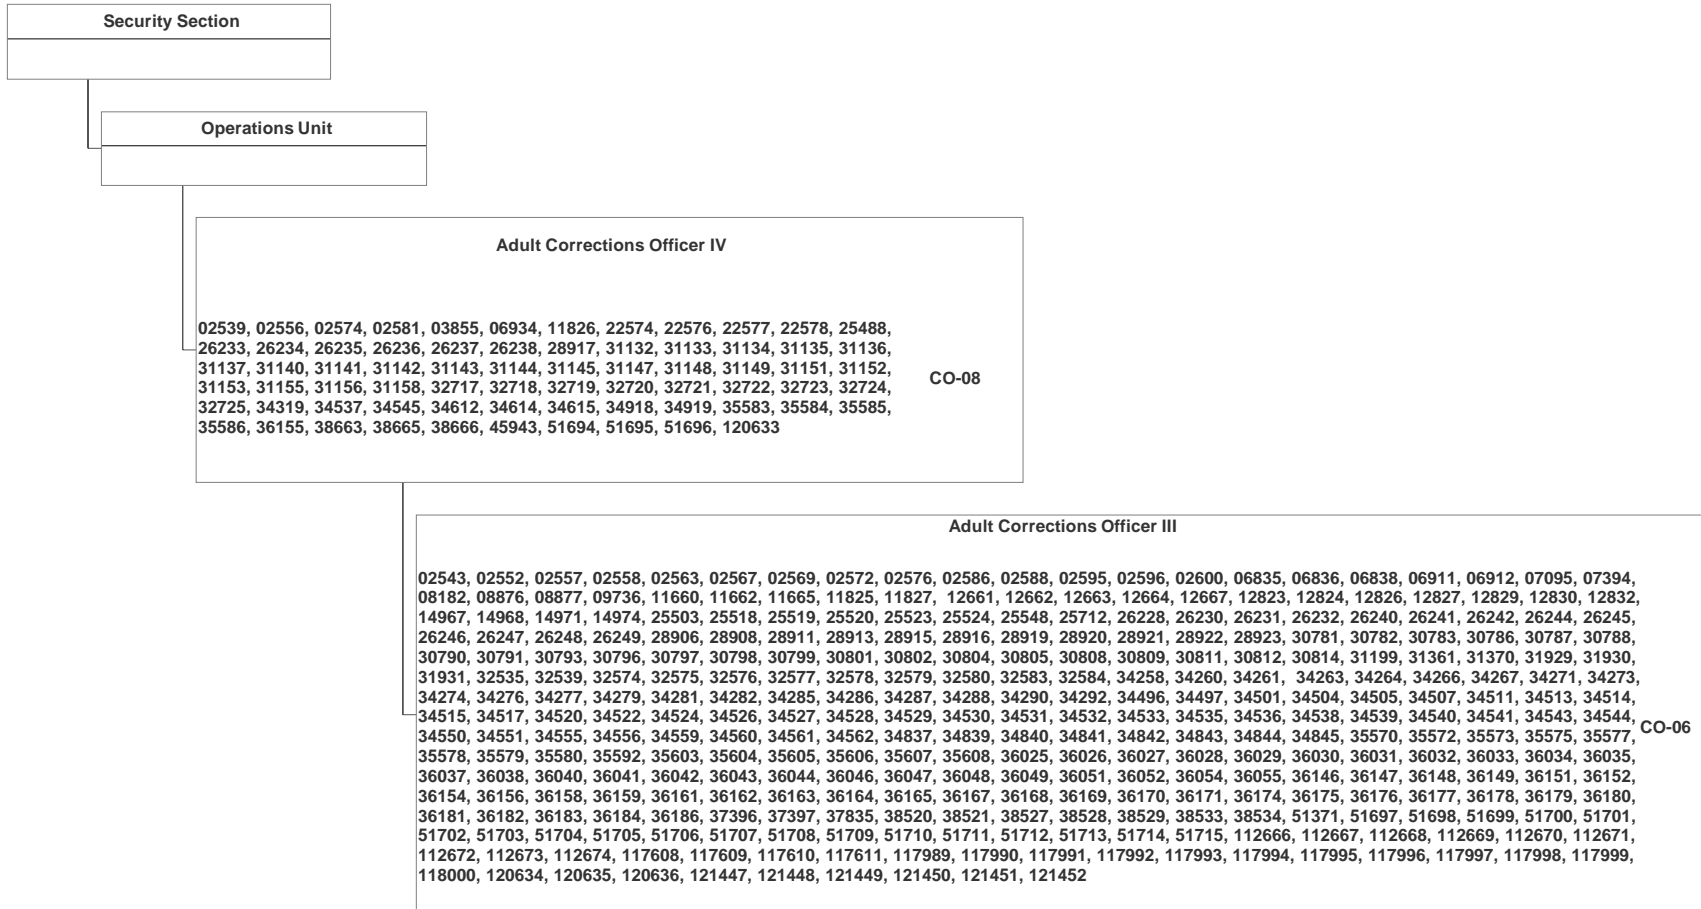 Security Section
Operations Unit
Adult Corrections Officer IV
02539, 02556, 02574, 02581, 03855, 06934, 11826, 22574, 22576, 22577, 22578, 25488,
26233, 26234, 26235, 26236, 26237, 26238, 28917, 31132, 31133, 31134, 31135, 31136,
31137, 31140, 31141, 31142, 31143, 31144, 31145, 31147, 31148, 31149, 31151, 31152,
31153, 31155, 31156, 31158, 32717, 32718, 32719, 32720, 32721, 32722, 32723, 32724,
32725, 34319, 34537, 34545, 34612, 34614, 34615, 34918, 34919, 35583, 35584, 35585,
35586, 36155, 38663, 38665, 38666, 45943, 51694, 51695, 51696, 120633
CO-08
Adult Corrections Officer III
02543, 02552, 02557, 02558, 02563, 02567, 02569, 02572, 02576, 02586, 02588, 02595, 02596, 02600, 06835, 06836, 06838, 06911, 06912, 07095, 07394,
08182, 08876, 08877, 09736, 11660, 11662, 11665, 11825, 11827, 12661, 12662, 12663, 12664, 12667, 12823, 12824, 12826, 12827, 12829, 12830, 12832,
14967, 14968, 14971, 14974, 25503, 25518, 25519, 25520, 25523, 25524, 25548, 25712, 26228, 26230, 26231, 26232, 26240, 26241, 26242, 26244, 26245,
26246, 26247, 26248, 26249, 28906, 28908, 28911, 28913, 28915, 28916, 28919, 28920, 28921, 28922, 28923, 30781, 30782, 30783, 30786, 30787, 30788,
30790, 30791, 30793, 30796, 30797, 30798, 30799, 30801, 30802, 30804, 30805, 30808, 30809, 30811, 30812, 30814, 31199, 31361, 31370, 31929, 31930,
31931, 32535, 32539, 32574, 32575, 32576, 32577, 32578, 32579, 32580, 32583, 32584, 34258, 34260, 34261, 34263, 34264, 34266, 34267, 34271, 34273,
34274, 34276, 34277, 34279, 34281, 34282, 34285, 34286, 34287, 34288, 34290, 34292, 34496, 34497, 34501, 34504, 34505, 34507, 34511, 34513, 34514,
34515, 34517, 34520, 34522, 34524, 34526, 34527, 34528, 34529, 34530, 34531, 34532, 34533, 34535, 34536, 34538, 34539, 34540, 34541, 34543, 34544,
34550, 34551, 34555, 34556, 34559, 34560, 34561, 34562, 34837, 34839, 34840, 34841, 34842, 34843, 34844, 34845, 35570, 35572, 35573, 35575, 35577,
35578, 35579, 35580, 35592, 35603, 35604, 35605, 35606, 35607, 35608, 36025, 36026, 36027, 36028, 36029, 36030, 36031, 36032, 36033, 36034, 36035,
36037, 36038, 36040, 36041, 36042, 36043, 36044, 36046, 36047, 36048, 36049, 36051, 36052, 36054, 36055, 36146, 36147, 36148, 36149, 36151, 36152,
36154, 36156, 36158, 36159, 36161, 36162, 36163, 36164, 36165, 36167, 36168, 36169, 36170, 36171, 36174, 36175, 36176, 36177, 36178, 36179, 36180,
36181, 36182, 36183, 36184, 36186, 37396, 37397, 37835, 38520, 38521, 38527, 38528, 38529, 38533, 38534, 51371, 51697, 51698, 51699, 51700, 51701,
51702, 51703, 51704, 51705, 51706, 51707, 51708, 51709, 51710, 51711, 51712, 51713, 51714, 51715, 112666, 112667, 112668, 112669, 112670, 112671,
112672, 112673, 112674, 117608, 117609, 117610, 117611, 117989, 117990, 117991, 117992, 117993, 117994, 117995, 117996, 117997, 117998, 117999,
118000, 120634, 120635, 120636, 121447, 121448, 121449, 121450, 121451, 121452
CO-06